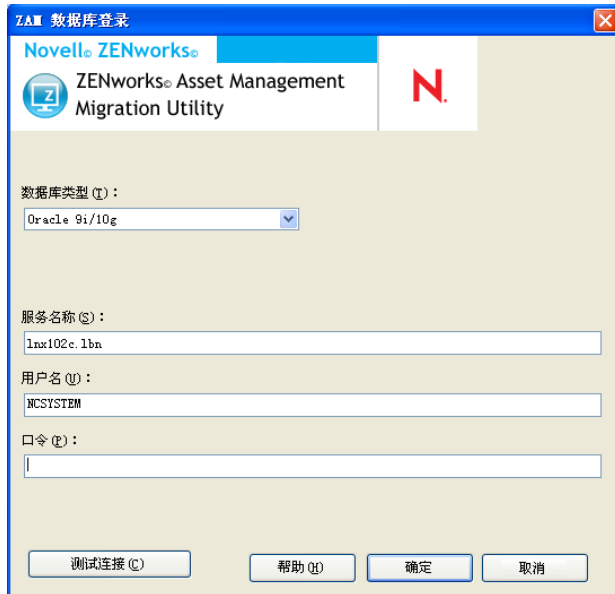 ZAM 数据库登录
Novell® ZENworks®
ZENworks® Asset Management
Migration Utility
N.
数据库类型(T):
Oracle 9i/10g
服务名称(S):
lnx102c.lbn
用户名(U):
NCSYSTEM
口令(P):
测试连接(C) 帮助(H) 确定 取消